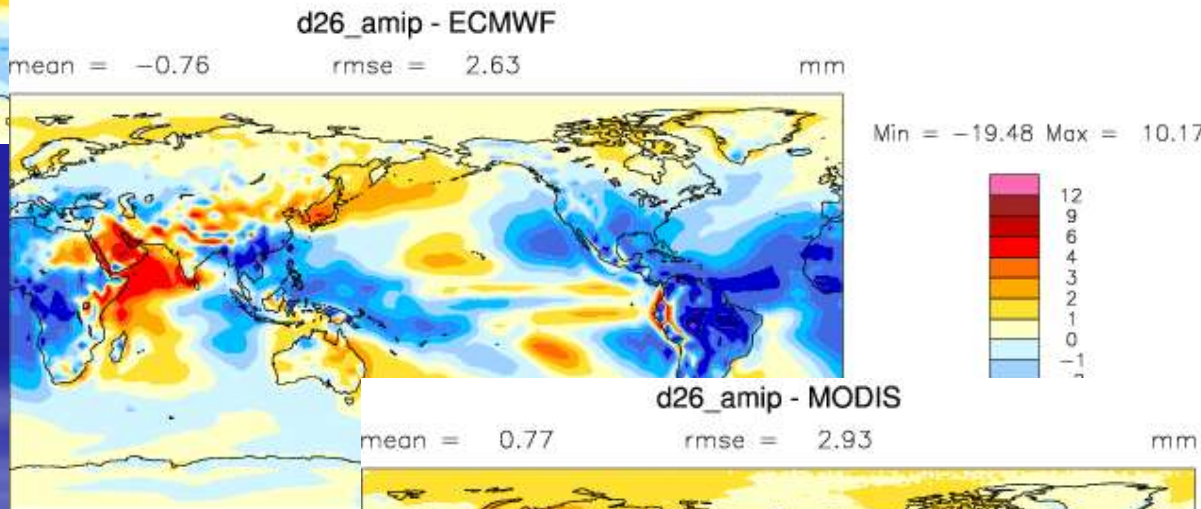 d26_amip - ECMWF
mean = -0.76 rmse = 2.63 mm
Min = -19.48 Max = 10.17
12
9
6
4
3
2
1
0
-1
d26_amip - MODIS
mean = 0.77 rmse = 2.93 mm